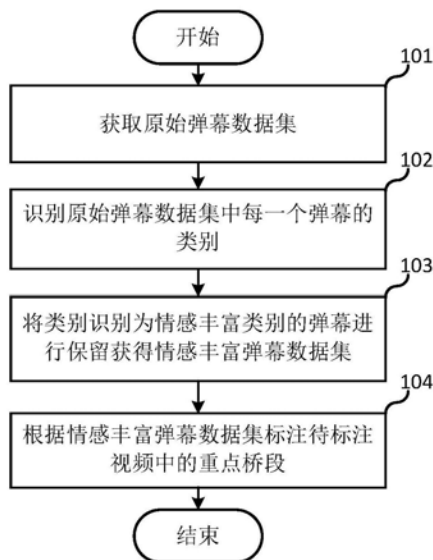 开始
101
获取原始弹幕数据集
102
识别原始弹幕数据集中每一个弹幕的
类别
103
将类别识别为情感丰富类别的弹幕进
行保留获得情感丰富弹幕数据集
104
根据情感丰富弹幕数据集标注待标注
视频中的重点桥段
结束